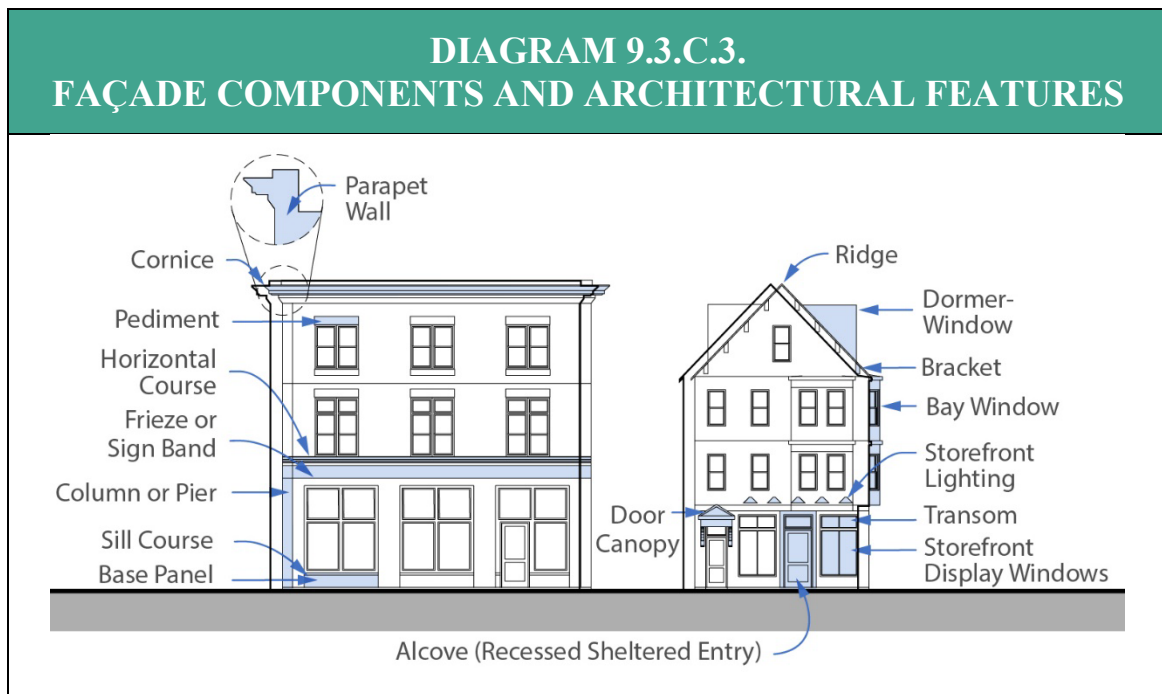 DIAGRAM 9.3.C.3.
FAÇADE COMPONENTS AND ARCHITECTURAL FEATURES
Parapet
Wall
Cornice
Pediment
Horizontal
Course
Frieze or
Sign Band
Column or Pier
Sill Course
Base Panel
Ridge
Dormer-
Window
Bracket
Bay Window
Storefront
Lighting
Door
Canopy
Transom
Storefront
Display Windows
Alcove (Recessed Sheltered Entry)